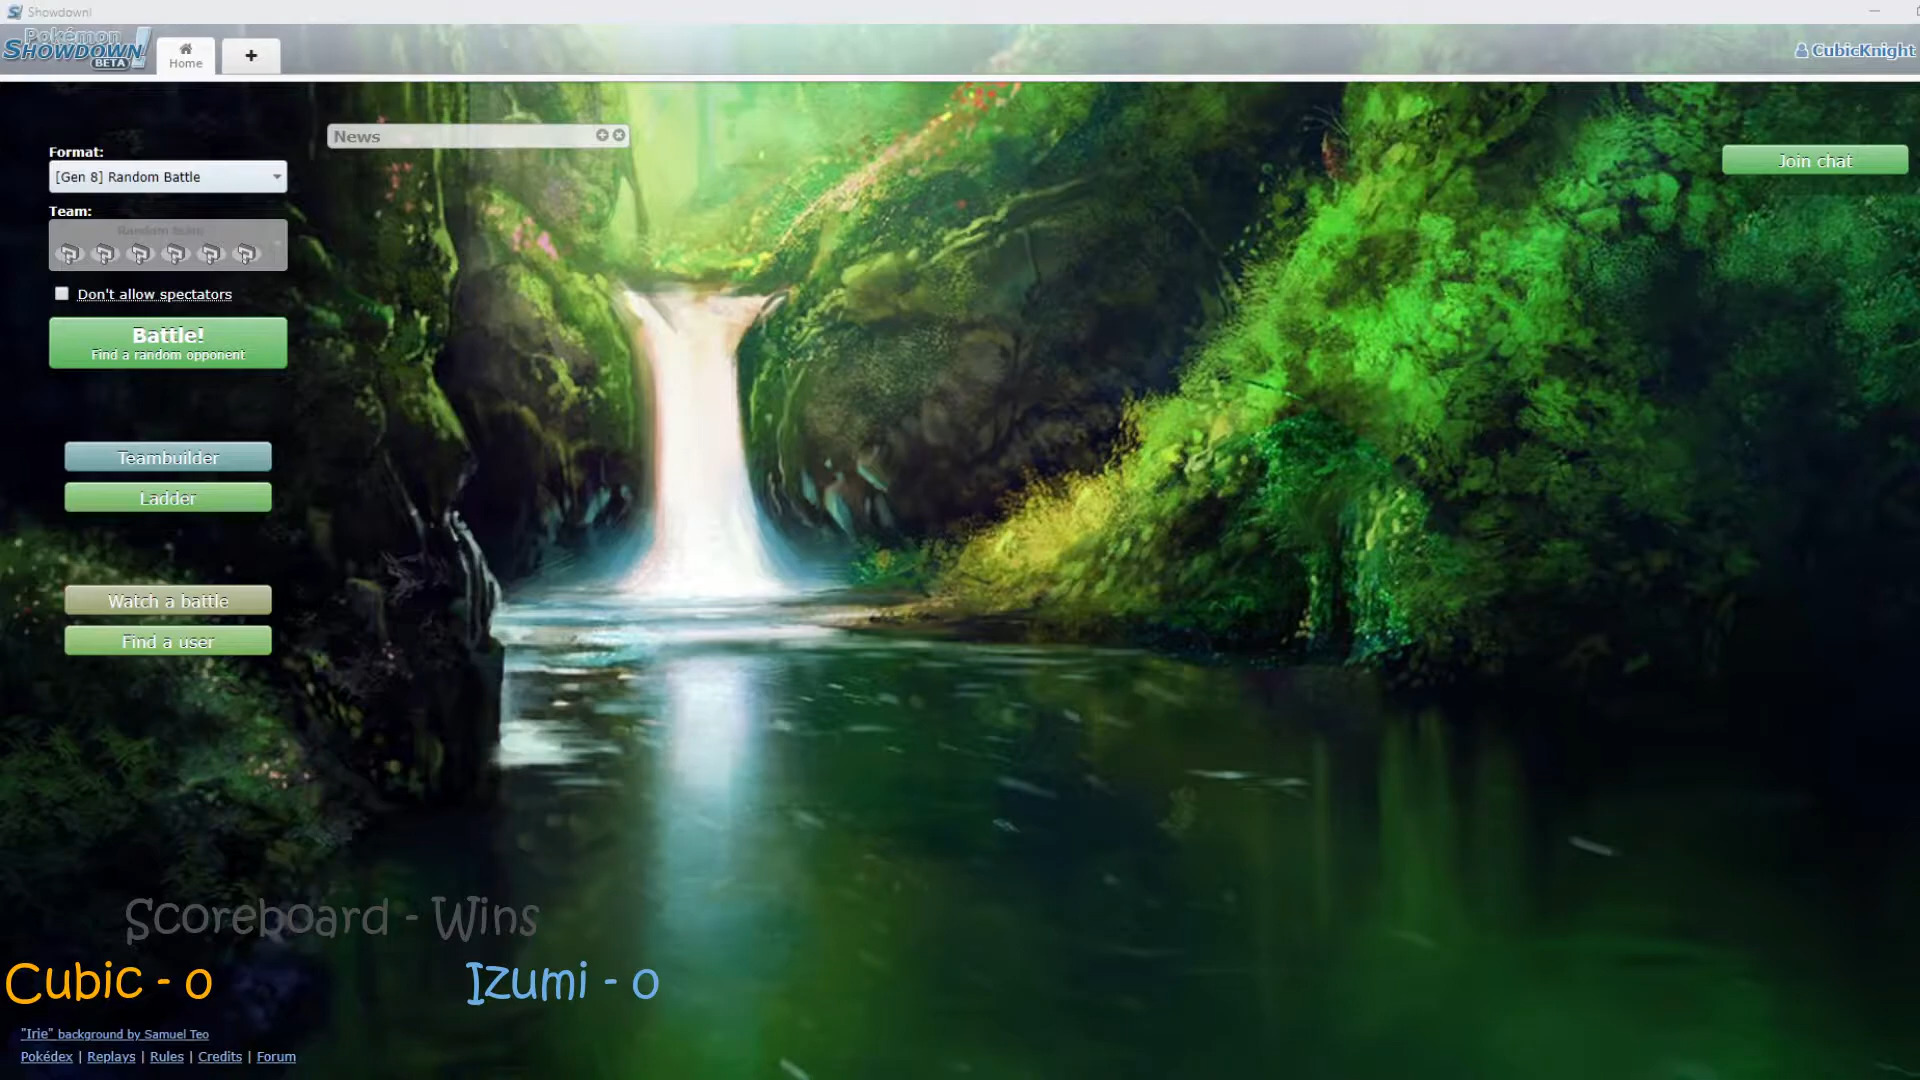 Showdown!
Pokémon
SHOWDOWN!
BETA
Home
+
CubicKnight
News
Format:
[Gen 8] Random Battle
Join chat
Team:
Random team
Don't allow spectators
Battle!
Find a random opponent
Teambuilder
Ladder
Watch a battle
Find a user
Scoreboard - Wins
Cubic - 0
Izumi - 0
"Irie" background by Samuel Teo
Pokédex | Replays | Rules | Credits | Forum